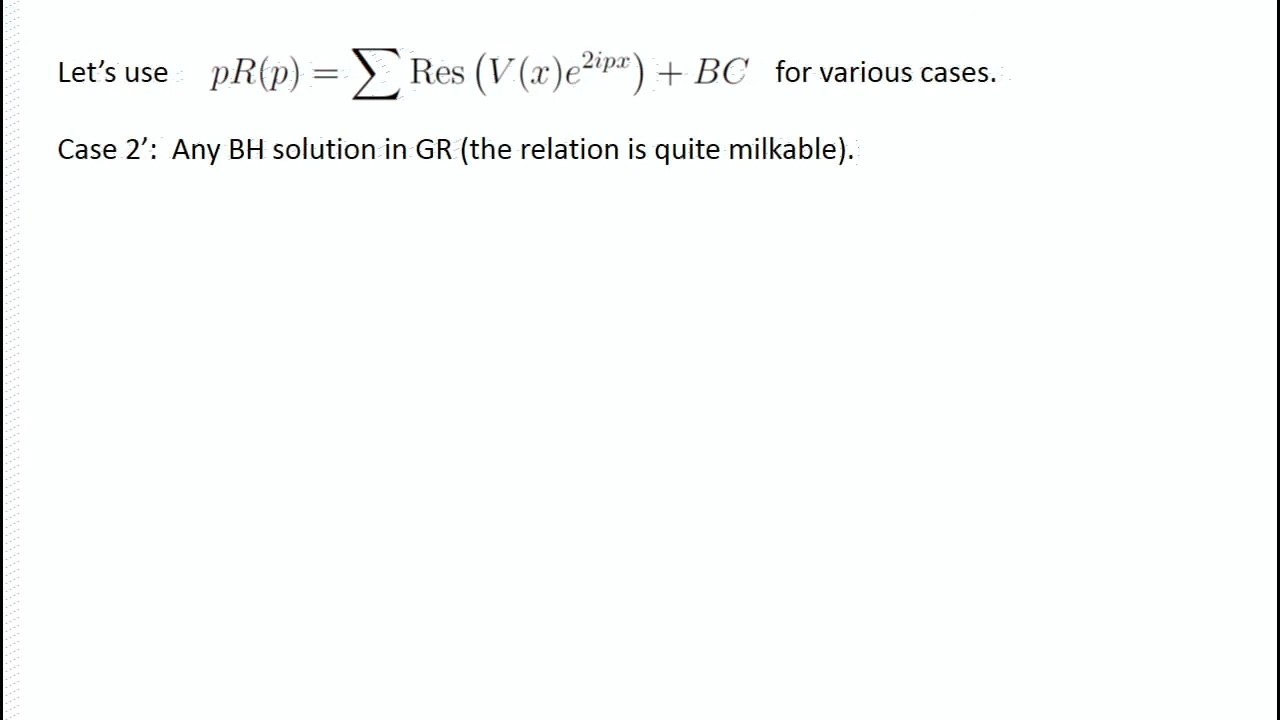 Let's use pR(p) = ∑ Res (V(x)e^{2ipx}) + BC for various cases.
Case 2': Any BH solution in GR (the relation is quite milkable).